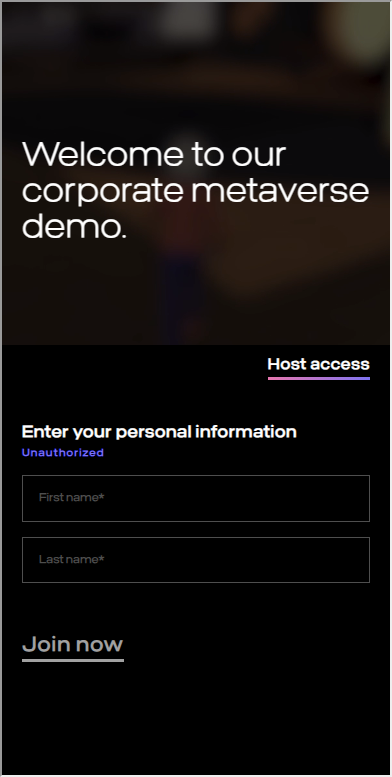 Welcome to our
corporate metaverse
demo.
Host access
Enter your personal information
Unauthorized
First name*
Last name*
Join now